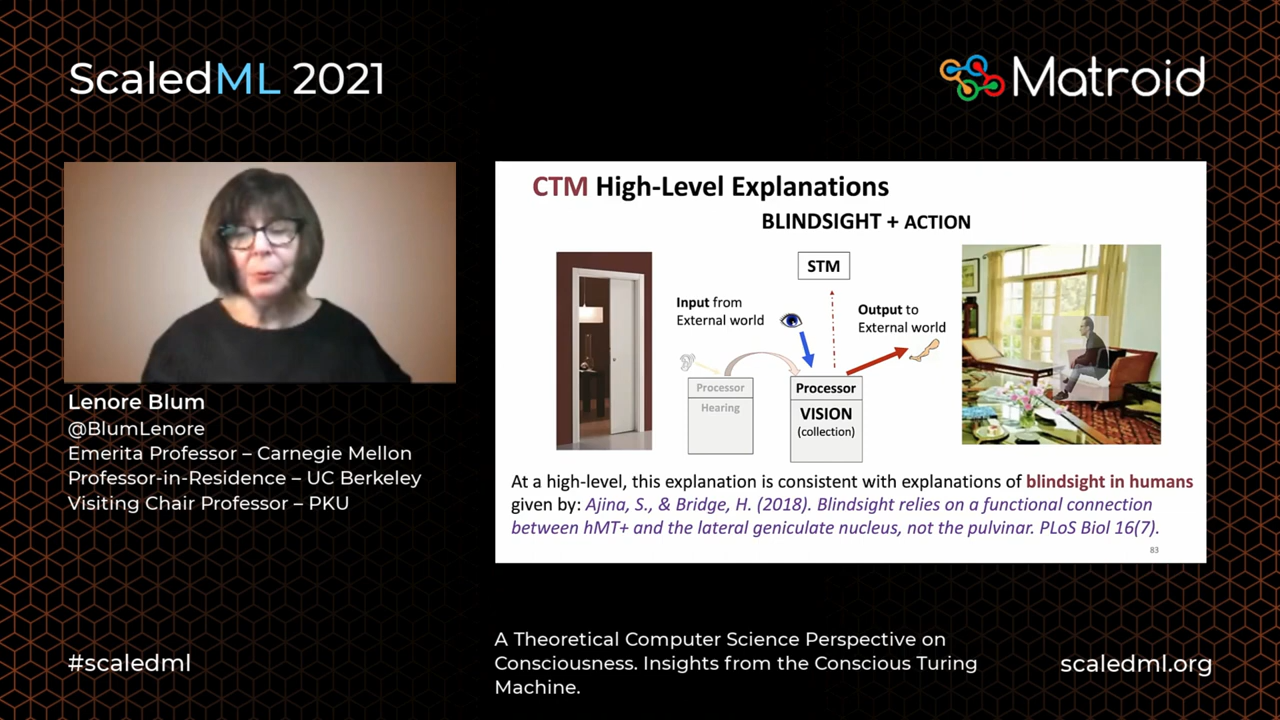 ScaledML 2021
Matroid
CTM High-Level Explanations
BLINDSIGHT + ACTION
STM
Input from
External world
Output to
External world
Processor
Hearing
Processor
VISION
(collection)
At a high-level, this explanation is consistent with explanations of blindsight in humans
given by: Ajina, S., & Bridge, H. (2018). Blindsight relies on a functional connection
between hMT+ and the lateral geniculate nucleus, not the pulvinar. PLoS Biol 16(7).
83
Lenore Blum
@BlumLenore
Emerita Professor – Carnegie Mellon
Professor-in-Residence – UC Berkeley
Visiting Chair Professor – PKU
#scaledml
A Theoretical Computer Science Perspective on
Consciousness. Insights from the Conscious Turing
Machine.
scaledml.org